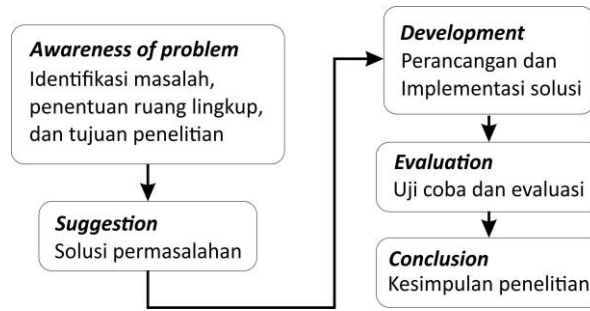 Awareness of problem
Identifikasi masalah,
penentuan ruang lingkup,
dan tujuan penelitian
Suggestion
Solusi permasalahan
Development
Perancangan dan
Implementasi solusi
Evaluation
Uji coba dan evaluasi
Conclusion
Kesimpulan penelitian